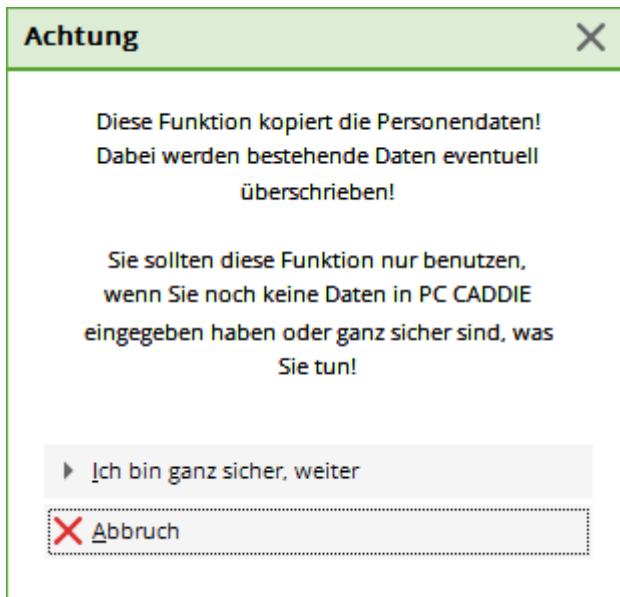 Achtung
Diese Funktion kopiert die Personendaten!
Dabei werden bestehende Daten eventuell
überschrieben!
Sie sollten diese Funktion nur benutzen,
wenn Sie noch keine Daten in PC CADDIE
eingegeben haben oder ganz sicher sind, was
Sie tun!
Ich bin ganz sicher, weiter
Abbruch